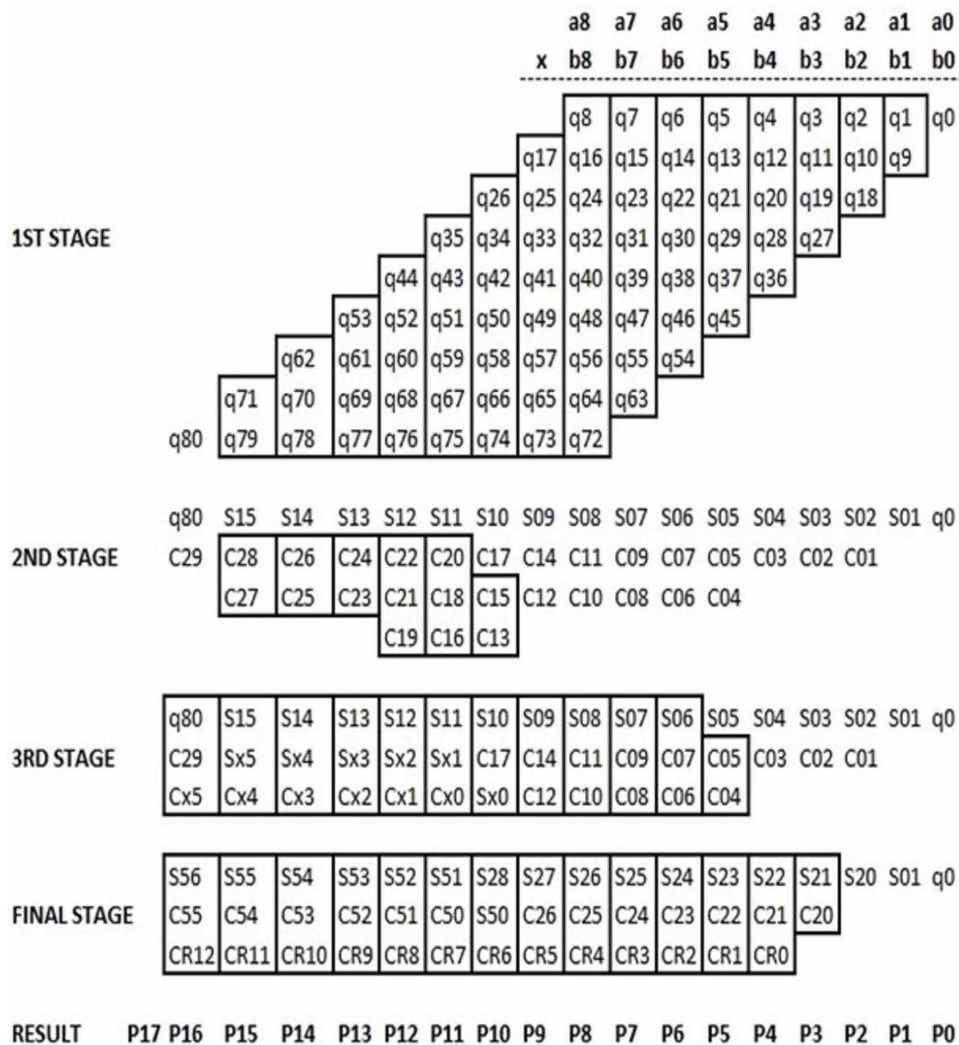 a8 a7 a6 a5 a4 a3 a2 a1 a0
x b8 b7 b6 b5 b4 b3 b2 b1 b0
q8 q7 q6 q5 q4 q3 q2 q1 q0
q17 q16 q15 q14 q13 q12 q11 q10 q9
q26 q25 q24 q23 q22 q21 q20 q19 q18
1ST STAGE q35 q34 q33 q32 q31 q30 q29 q28 q27
q44 q43 q42 q41 q40 q39 q38 q37 q36
q53 q52 q51 q50 q49 q48 q47 q46 q45
q62 q61 q60 q59 q58 q57 q56 q55 q54
q71 q70 q69 q68 q67 q66 q65 q64 q63
q80 q79 q78 q77 q76 q75 q74 q73 q72
q80 S15 S14 S13 S12 S11 S10 S09 S08 S07 S06 S05 S04 S03 S02 S01 q0
2ND STAGE C29 C28 C26 C24 C22 C20 C17 C14 C11 C09 C07 C05 C03 C02 C01
C27 C25 C23 C21 C18 C15 C12 C10 C08 C06 C04
C19 C16 C13
q80 S15 S14 S13 S12 S11 S10 S09 S08 S07 S06 S05 S04 S03 S02 S01 q0
3RD STAGE C29 Sx5 Sx4 Sx3 Sx2 Sx1 C17 C14 C11 C09 C07 C05 C03 C02 C01
Cx5 Cx4 Cx3 Cx2 Cx1 Cx0 Sx0 C12 C10 C08 C06 C04
S56 S55 S54 S53 S52 S51 S28 S27 S26 S25 S24 S23 S22 S21 S20 S01 q0
FINAL STAGE C55 C54 C53 C52 C51 C50 S50 C26 C25 C24 C23 C22 C21 C20
CR12 CR11 CR10 CR9 CR8 CR7 CR6 CR5 CR4 CR3 CR2 CR1 CR0
RESULT P17 P16 P15 P14 P13 P12 P11 P10 P9 P8 P7 P6 P5 P4 P3 P2 P1 P0